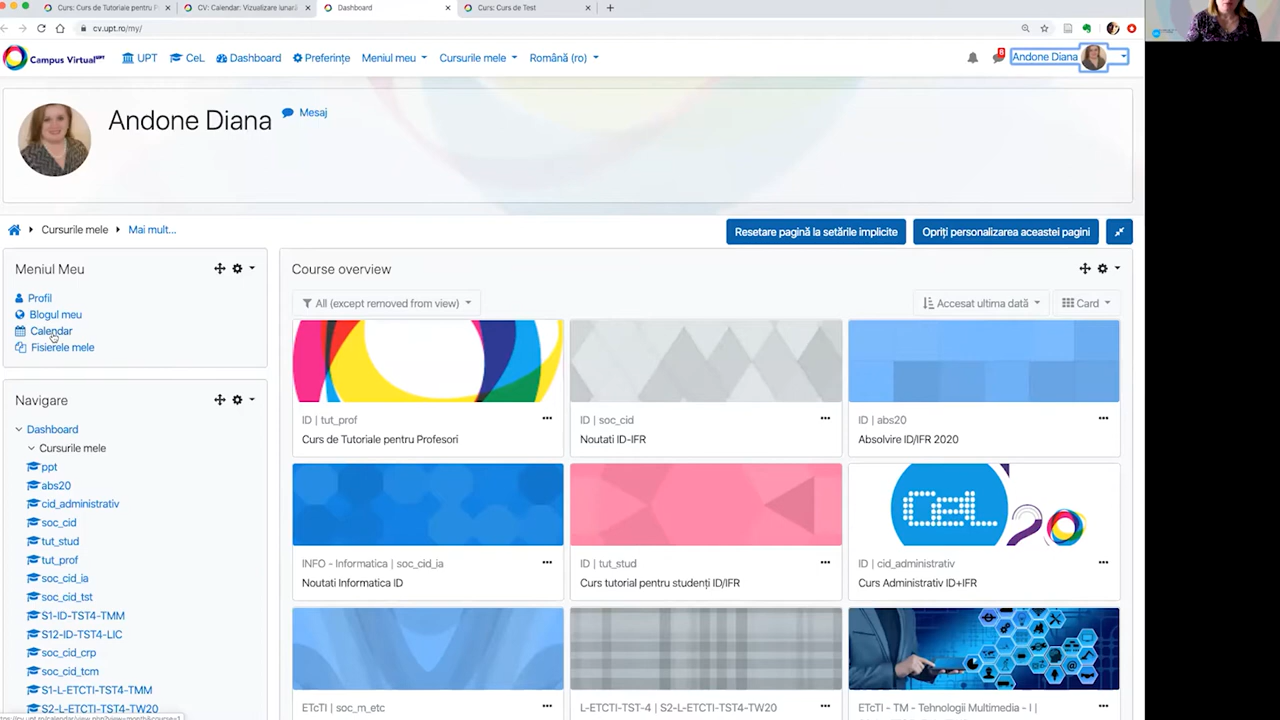 Curs: Curs de Tutoriale pentru P
CV: Calendar: Vizualizare lunară
Dashboard
Curs: Curs de Test
cv.upt.ro/my/
Campus Virtual UPT
UPT
CeL
Dashboard
Preferințe
Meniul meu
Cursurile mele
Română (ro)
8
Andone Diana
Andone Diana
Mesaj
Cursurile mele
Mai mult...
Resetare pagină la setările implicite
Opriți personalizarea aceastei pagini
Meniul Meu
Profil
Blogul meu
Calendar
Fisierele mele
Navigare
Dashboard
Cursurile mele
ppt
abs20
cid_administrativ
soc_cid
tut_stud
tut_prof
soc_cid_ia
soc_cid_tst
S1-ID-TST4-TMM
S12-ID-TST4-LIC
soc_cid_crp
soc_cid_tcm
S1-L-ETCTI-TST4-TMM
S2-L-ETCTI-TST4-TW20
Course overview
All (except removed from view)
Accesat ultima dată
Card
ID | tut_prof
Curs de Tutoriale pentru Profesori
ID | soc_cid
Noutati ID-IFR
ID | abs20
Absolvire ID/IFR 2020
INFO - Informatica | soc_cid_ia
Noutati Informatica ID
ID | tut_stud
Curs tutorial pentru studenți ID/IFR
CeL
20
ID | cid_administrativ
Curs Administrativ ID+IFR
ETcTI | soc_m_etc
L-ETCTI-TST-4 | S2-L-ETCTI-TST4-TW20
ETcTI - TM - Tehnologii Multimedia - I |